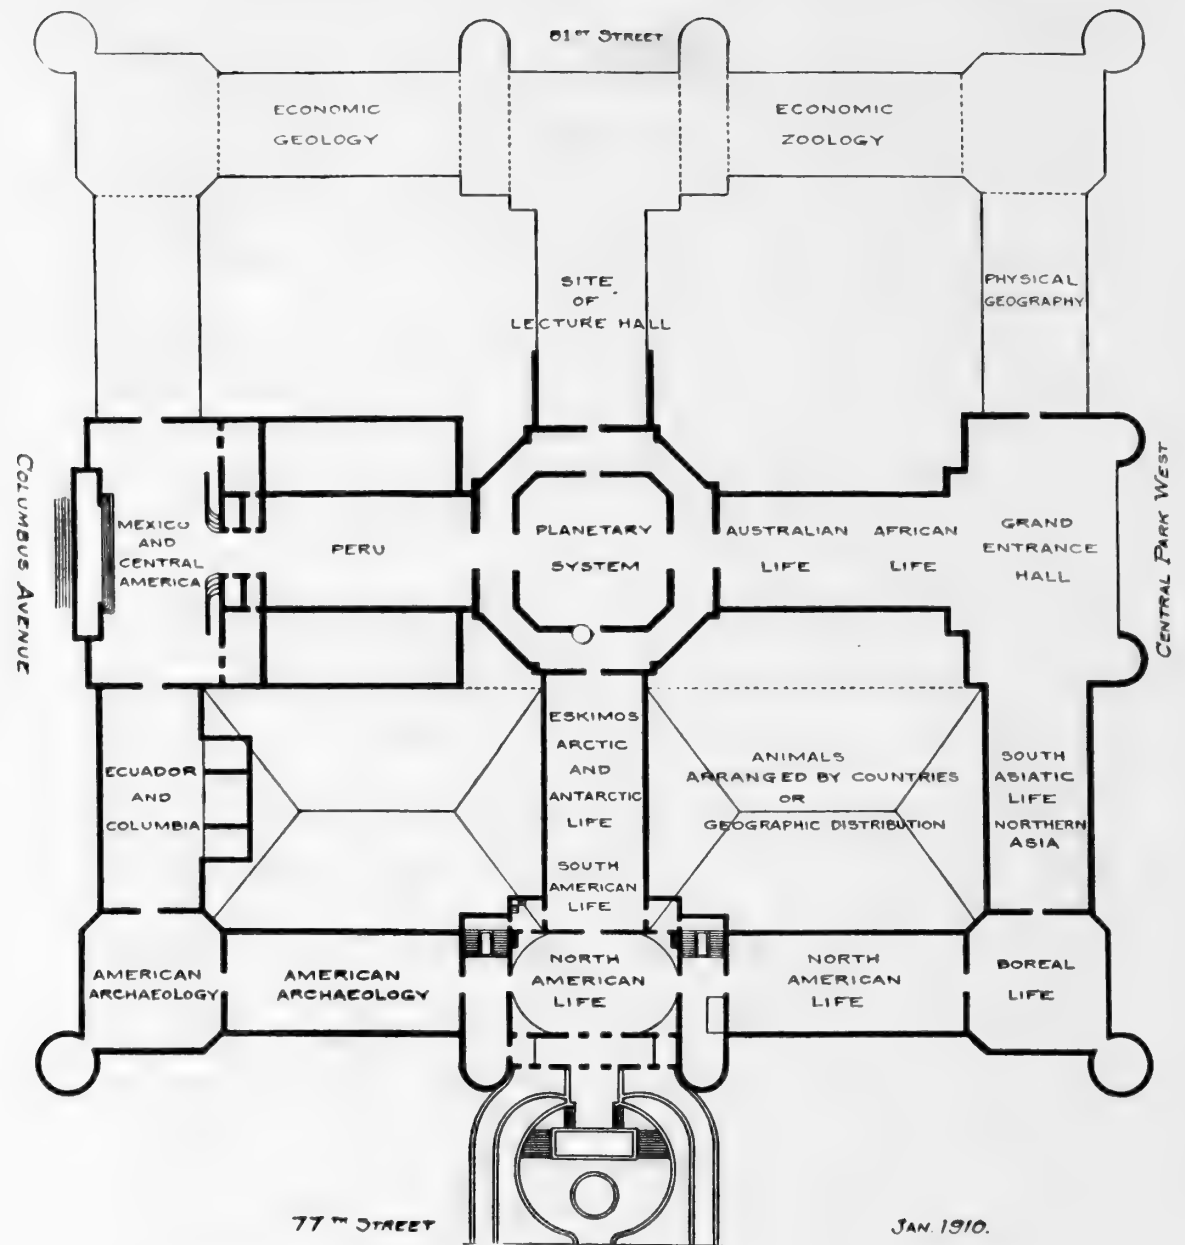 81ST STREET
ECONOMIC
GEOLOGY
ECONOMIC
ZOOLOGY
SITE
OF
LECTURE HALL
PHYSICAL
GEOGRAPHY
COLUMBUS AVENUE
MEXICO
AND
CENTRAL
AMERICA
PERU
PLANETARY
SYSTEM
AUSTRALIAN
LIFE
AFRICAN
LIFE
GRAND
ENTRANCE
HALL
CENTRAL PARK WEST
ECUADOR
AND
COLUMBIA
ESKIMOS
ARCTIC
AND
ANTARCTIC
LIFE
SOUTH
AMERICAN
LIFE
ANIMALS
ARRANGED BY COUNTRIES
OR
GEOGRAPHIC DISTRIBUTION
SOUTH
ASIATIC
LIFE
NORTHERN
ASIA
AMERICAN
ARCHAEOLOGY
AMERICAN
ARCHAEOLOGY
NORTH
AMERICAN
LIFE
NORTH
AMERICAN
LIFE
BOREAL
LIFE
77TH STREET
JAN. 1910.